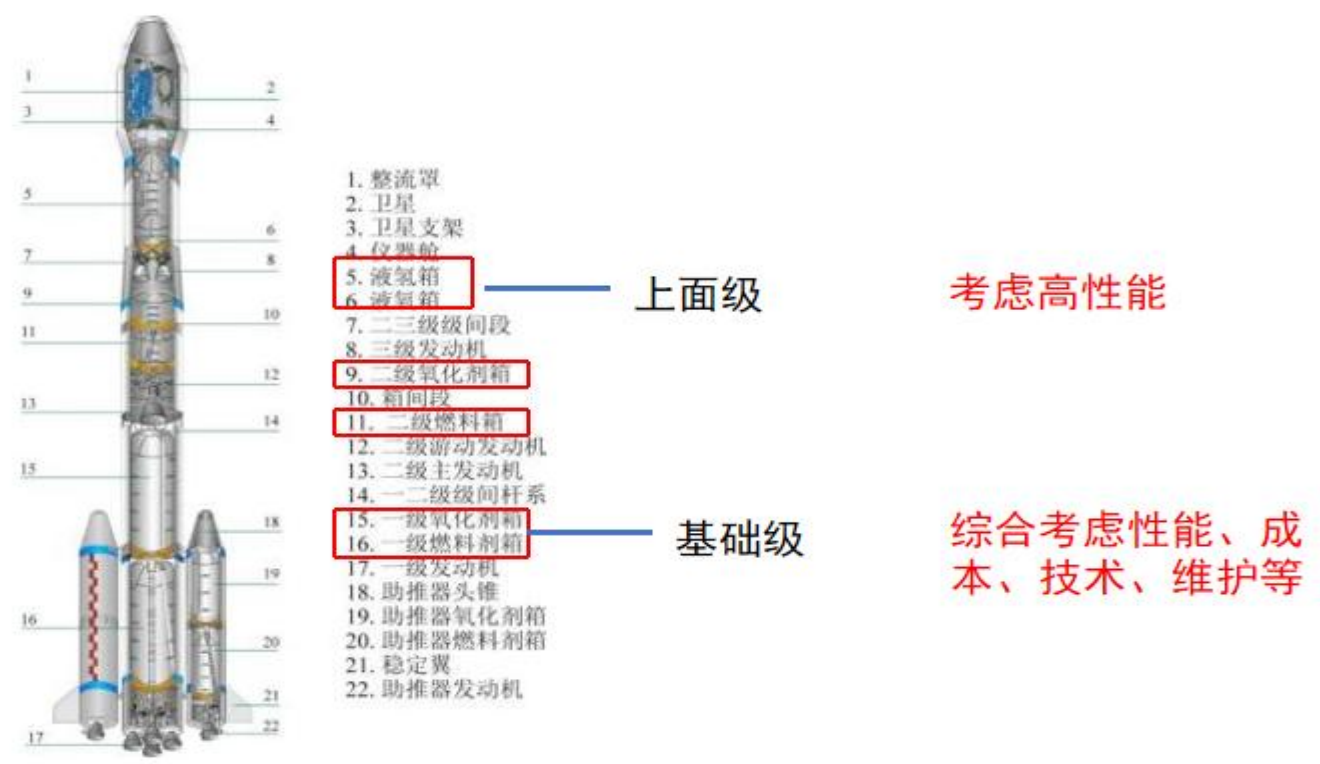 1
2
3
4
5
6
7
8
9
10
11
12
13
14
15
18
19
16
20
21
22
17
1. 整流罩
2. 卫星
3. 卫星支架
4. 仪器舱
5. 液氢箱
6. 液氧箱
7. 二三级级间段
8. 三级发动机
9. 二级氧化剂箱
10. 箱间段
11. 二级燃料箱
12. 二级游动发动机
13. 二级主发动机
14. 一二级级间杆系
15. 一级氧化剂箱
16. 一级燃料剂箱
17. 一级发动机
18. 助推器头锥
19. 助推器氧化剂箱
20. 助推器燃料剂箱
21. 稳定翼
22. 助推器发动机
上面级
考虑高性能
基础级
综合考虑性能、成
本、技术、维护等